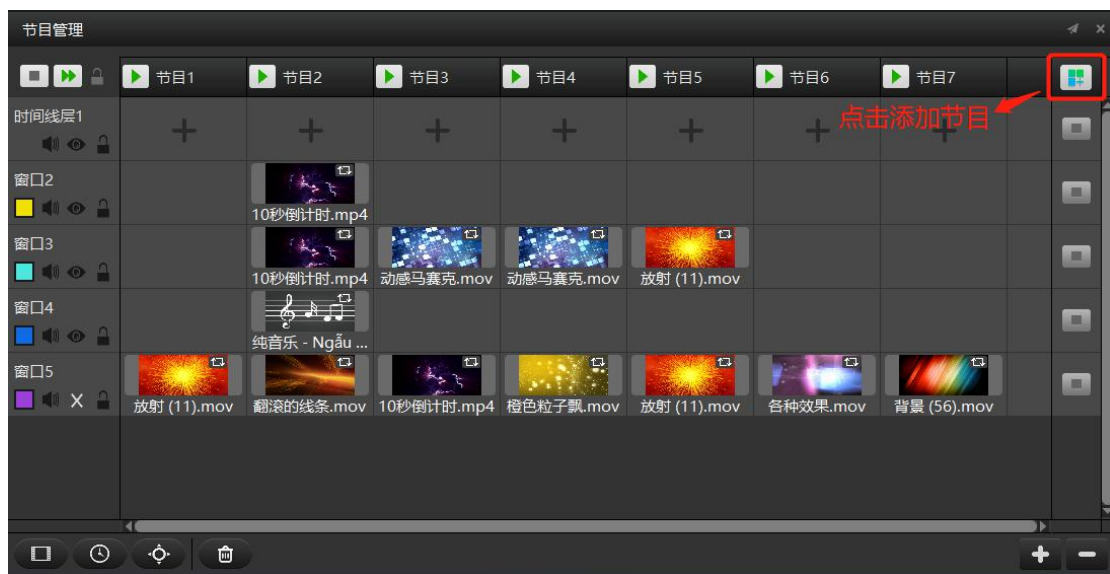 节目管理
节目1 节目2 节目3 节目4 节目5 节目6 节目7
时间线层1
点击添加节目
窗口2
10秒倒计时.mp4
窗口3
10秒倒计时.mp4 动感马赛克.mov 动感马赛克.mov 放射 (11).mov
窗口4
纯音乐 - Ngẫu ...
窗口5
放射 (11).mov 翻滚的线条.mov 10秒倒计时.mp4 橙色粒子飘.mov 放射 (11).mov 各种效果.mov 背景 (56).mov